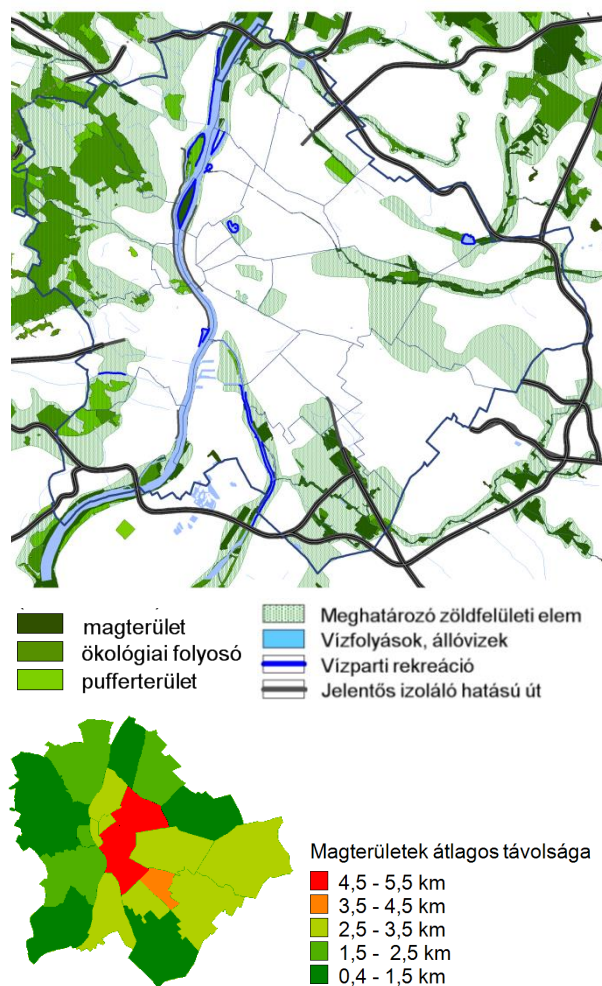 magterület
ökológiai folyosó
pufferterület
Meghatározó zöldfelületi elem
Vízfolyások, állóvizek
Vízparti rekreáció
Jelentős izoláló hatású út
Magterületek átlagos távolsága
4,5 - 5,5 km
3,5 - 4,5 km
2,5 - 3,5 km
1,5 - 2,5 km
0,4 - 1,5 km